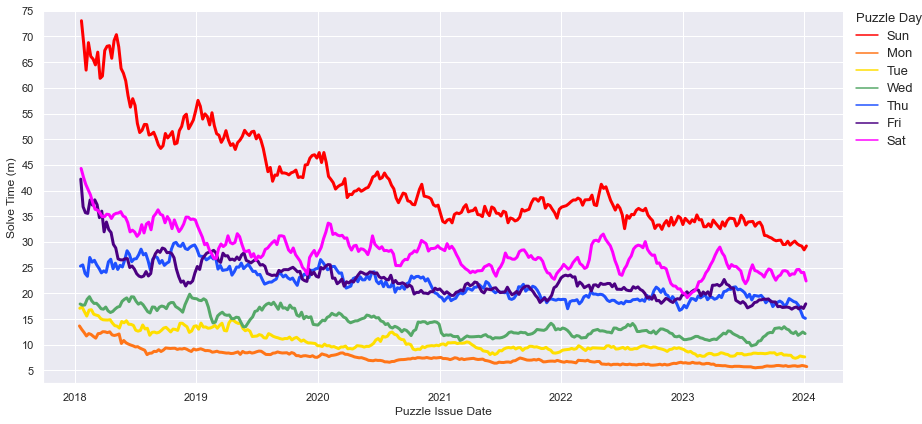 75
70
65
60
55
50
45
40
35
30
25
20
15
10
5
Solve Time (m)
2018 2019 2020 2021 2022 2023 2024
Puzzle Issue Date
Puzzle Day
Sun
Mon
Tue
Wed
Thu
Fri
Sat